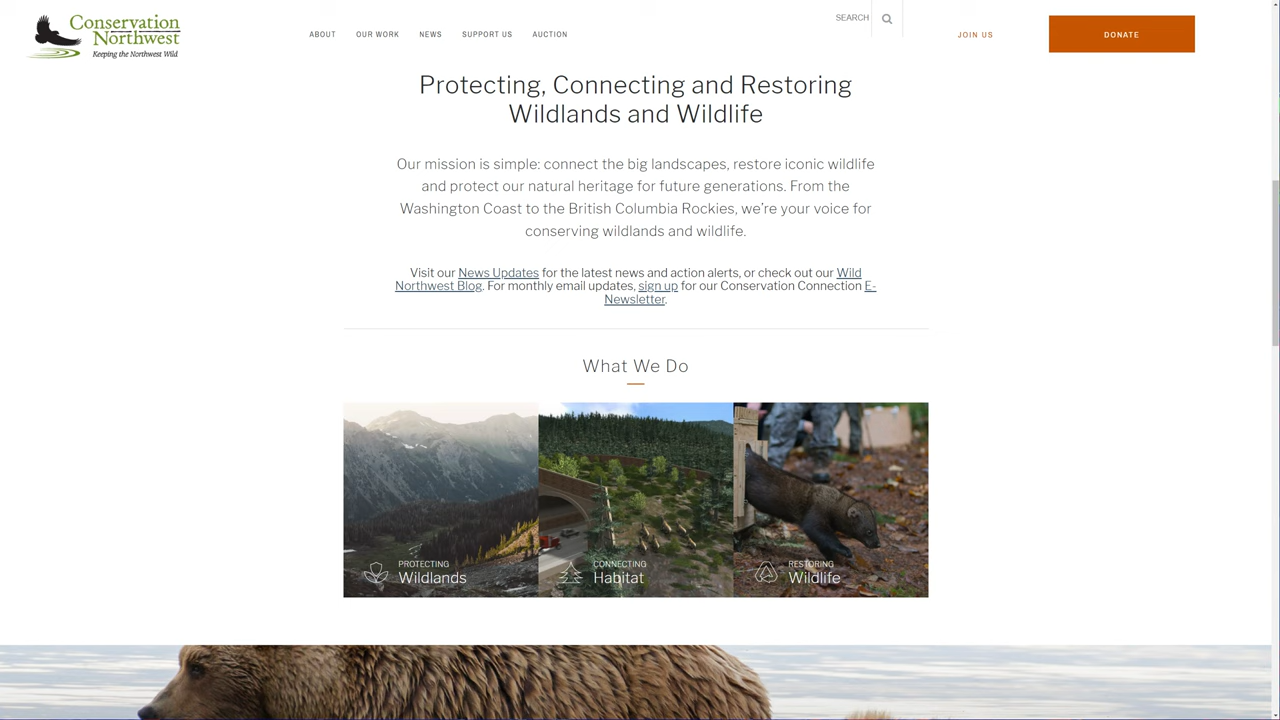 Conservation
Northwest
Keeping the Northwest Wild
ABOUT
OUR WORK
NEWS
SUPPORT US
AUCTION
SEARCH
JOIN US
DONATE
Protecting, Connecting and Restoring
Wildlands and Wildlife
Our mission is simple: connect the big landscapes, restore iconic wildlife
and protect our natural heritage for future generations. From the
Washington Coast to the British Columbia Rockies, we’re your voice for
conserving wildlands and wildlife.
Visit our News Updates for the latest news and action alerts, or check out our Wild
Northwest Blog. For monthly email updates, sign up for our Conservation Connection E-
Newsletter.
What We Do
PROTECTING
Wildlands
CONNECTING
Habitat
RESTORING
Wildlife